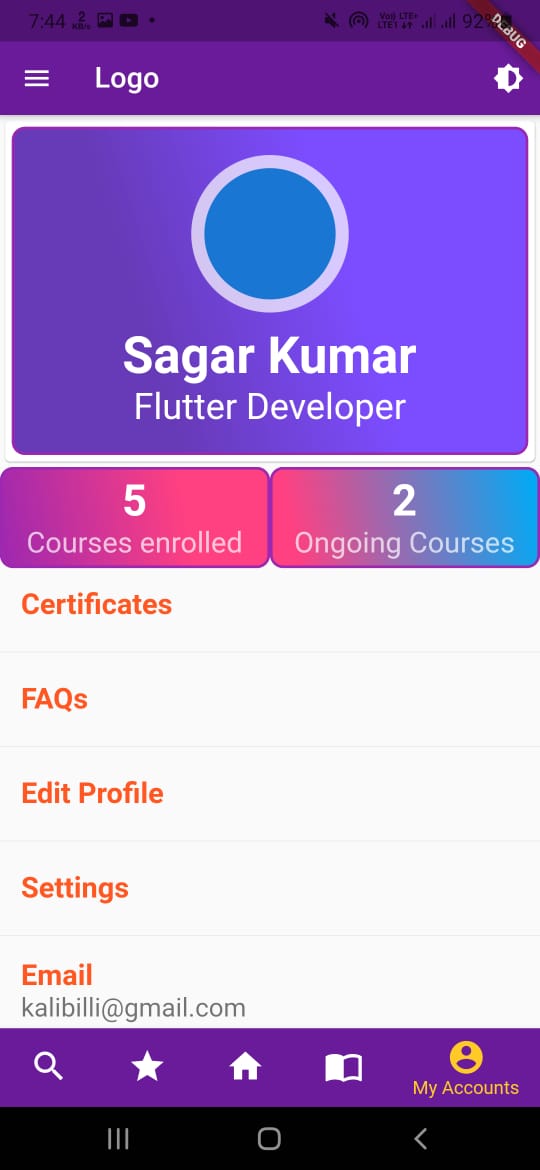 7:44 2 KB/s Vo)) LTE+ LTE1 92%
DEBUG
Logo
Sagar Kumar
Flutter Developer
5
Courses enrolled
2
Ongoing Courses
Certificates
FAQs
Edit Profile
Settings
Email
kalibilli@gmail.com
My Accounts